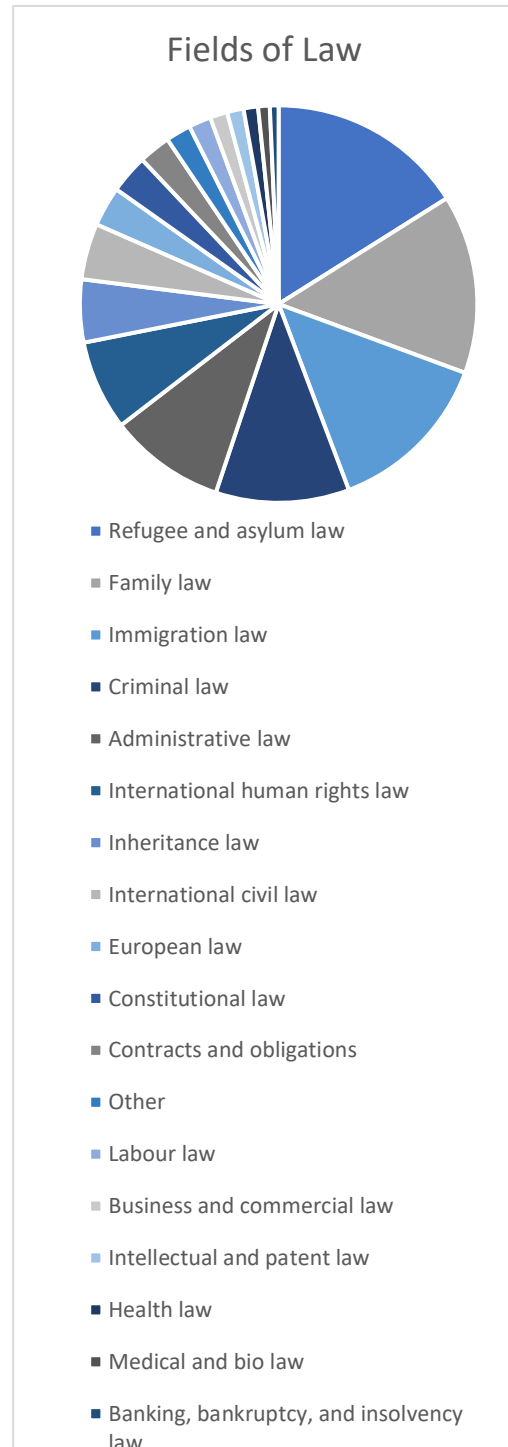 Fields of Law
Refugee and asylum law
Family law
Immigration law
Criminal law
Administrative law
International human rights law
Inheritance law
International civil law
European law
Constitutional law
Contracts and obligations
Other
Labour law
Business and commercial law
Intellectual and patent law
Health law
Medical and bio law
Banking, bankruptcy, and insolvency
law